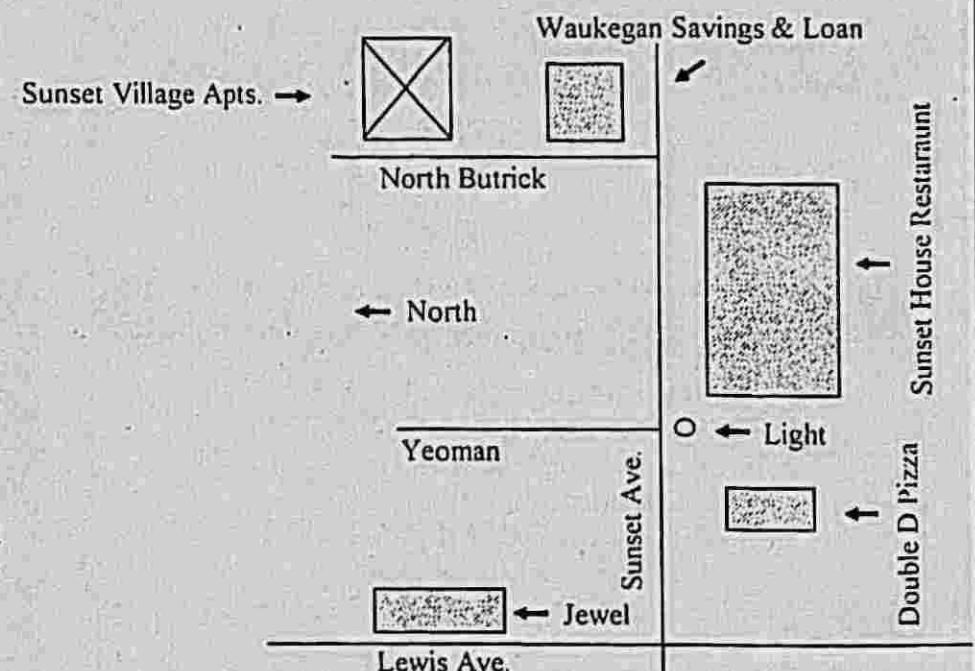 Waukegan Savings & Loan
Sunset Village Apts.
North Butrick
Sunset House Restaraunt
North
Light
Yeoman
Sunset Ave.
Double D Pizza
Jewel
Lewis Ave.